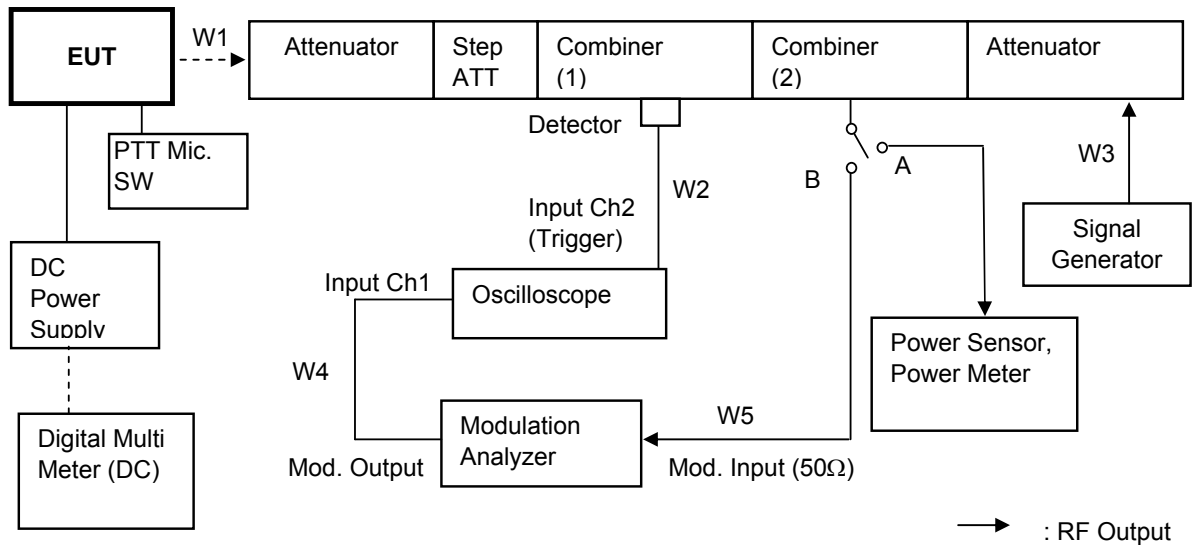 EUT
W1
Attenuator
Step
ATT
Combiner
(1)
Combiner
(2)
Attenuator
PTT Mic.
SW
Detector
W2
B
A
W3
Input Ch2
(Trigger)
Signal
Generator
DC
Power
Supply
Input Ch1
Oscilloscope
Power Sensor,
Power Meter
W4
W5
Digital Multi
Meter (DC)
Modulation
Analyzer
Mod. Output
Mod. Input (50Ω)
: RF Output